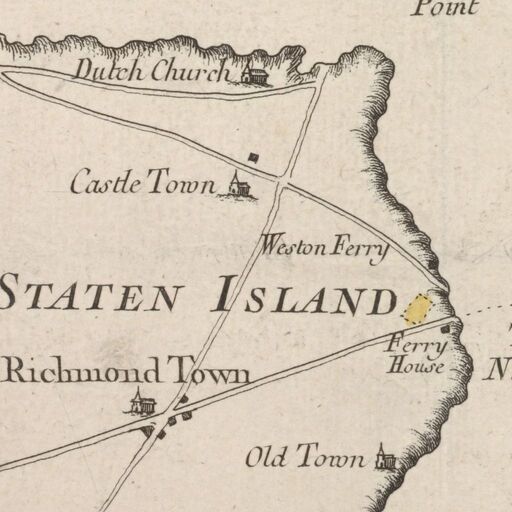 Point
Dutch Church
Castle Town
Weston Ferry
STATEN ISLAND
Ferry
House
Richmond Town
N
Old Town